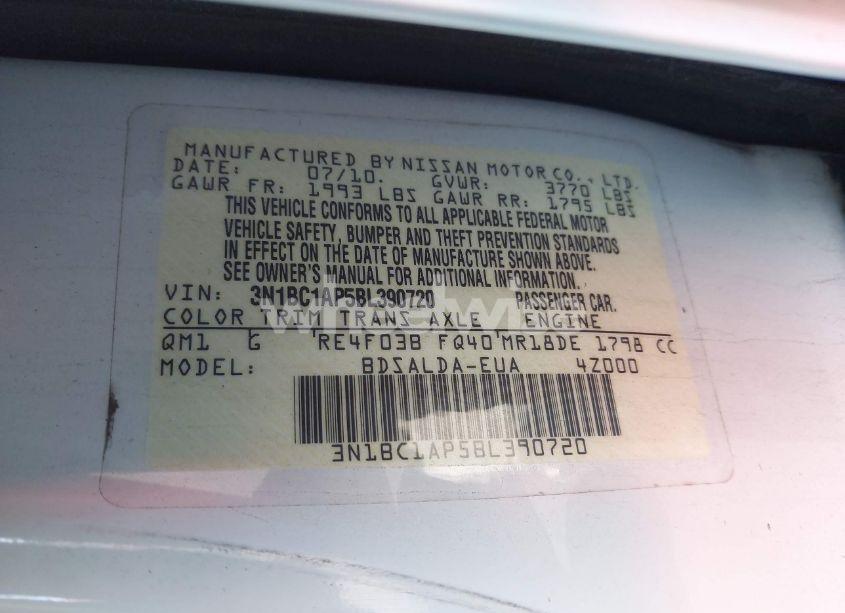 MANUFACTURED BY NISSAN MOTOR CO., LTD.
DATE: 07/10. GVWR: 3770 LBS
GAWR FR: 1993 LBS GAWR RR: 1795 LBS
THIS VEHICLE CONFORMS TO ALL APPLICABLE FEDERAL MOTOR
VEHICLE SAFETY, BUMPER AND THEFT PREVENTION STANDARDS
IN EFFECT ON THE DATE OF MANUFACTURE SHOWN ABOVE.
SEE OWNER'S MANUAL FOR ADDITIONAL INFORMATION.
VIN: 3N1BC1AP5BL390720 PASSENGER CAR.
COLOR TRIM TRANS AXLE ENGINE
QM1 G RE4F03B FQ40 MR18DE 1798 CC
MODEL: BDSALDA-EUA 4Z000
3N1BC1AP5BL390720